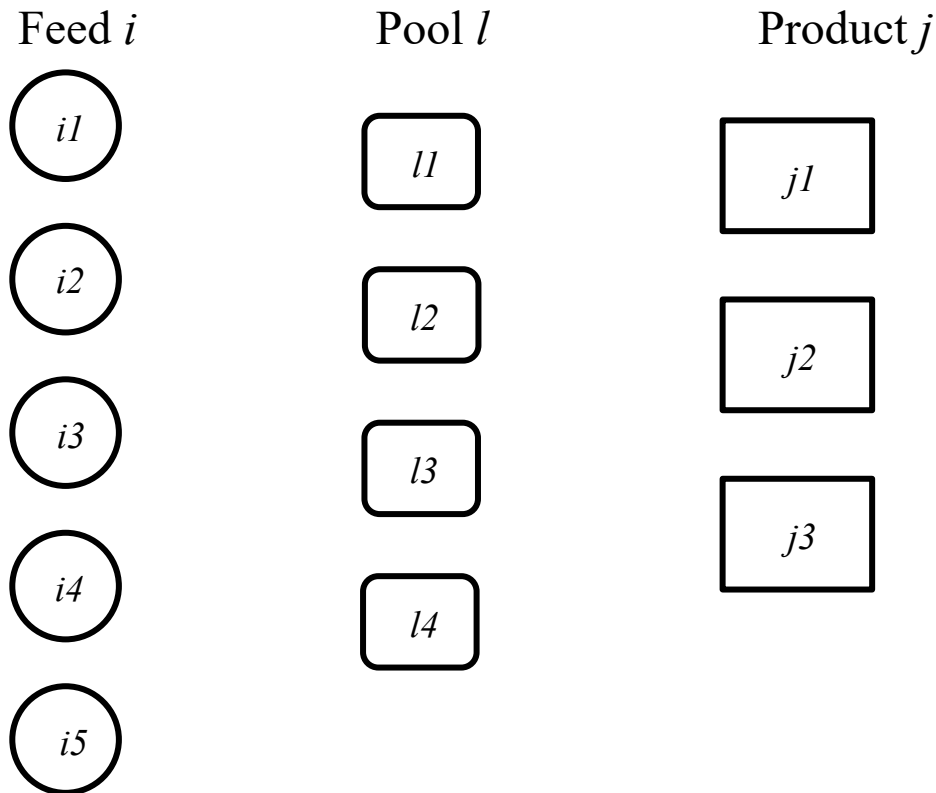 Feed i
Pool l
Product j
i1
i2
i3
i4
i5
l1
l2
l3
l4
j1
j2
j3